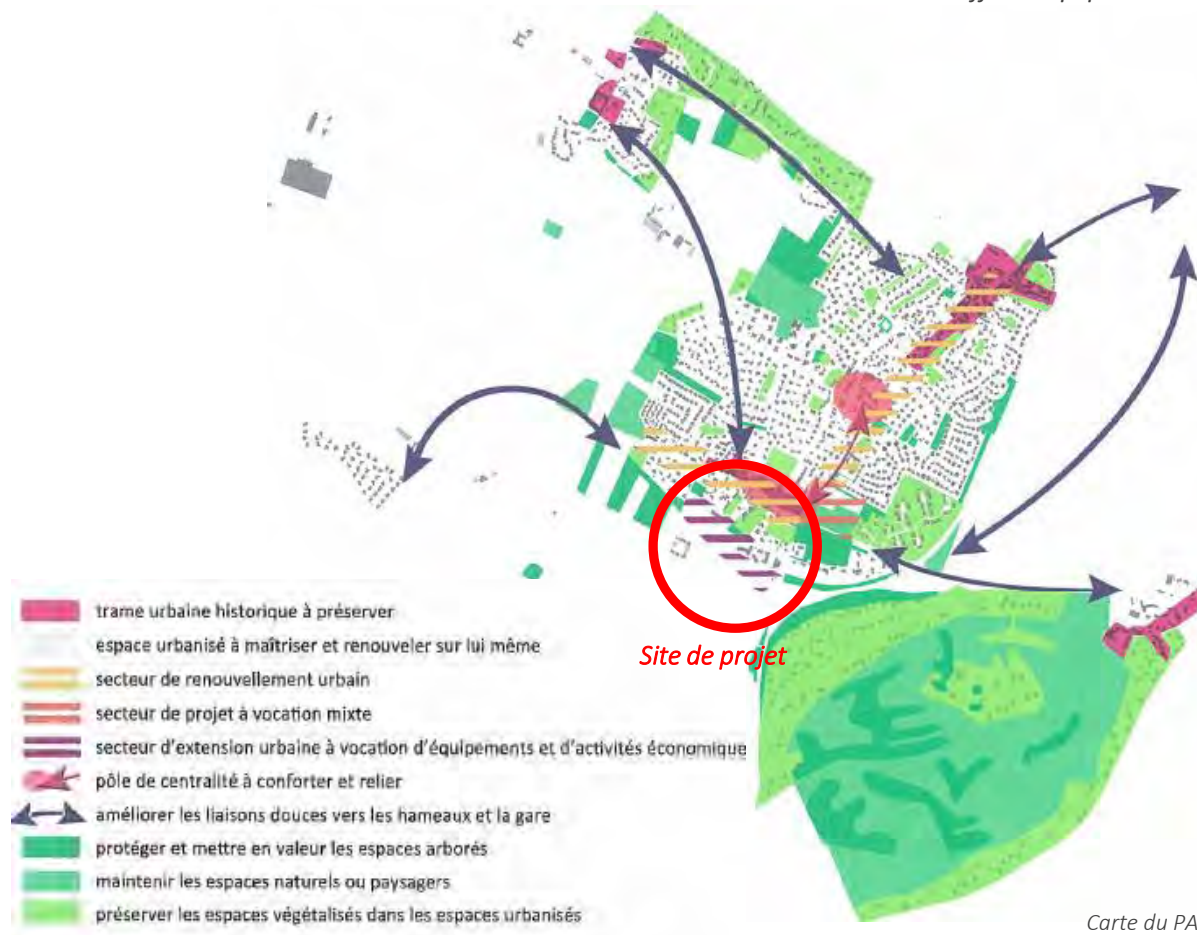 Site de projet
trame urbaine historique à préserver
espace urbanisé à maîtriser et renouveler sur lui même
secteur de renouvellement urbain
secteur de projet à vocation mixte
secteur d'extension urbaine à vocation d'équipements et d'activités économique
pôle de centralité à conforter et relier
améliorer les liaisons douces vers les hameaux et la gare
protéger et mettre en valeur les espaces arborés
maintenir les espaces naturels ou paysagers
préserver les espaces végétalisés dans les espaces urbanisés
Carte du PA